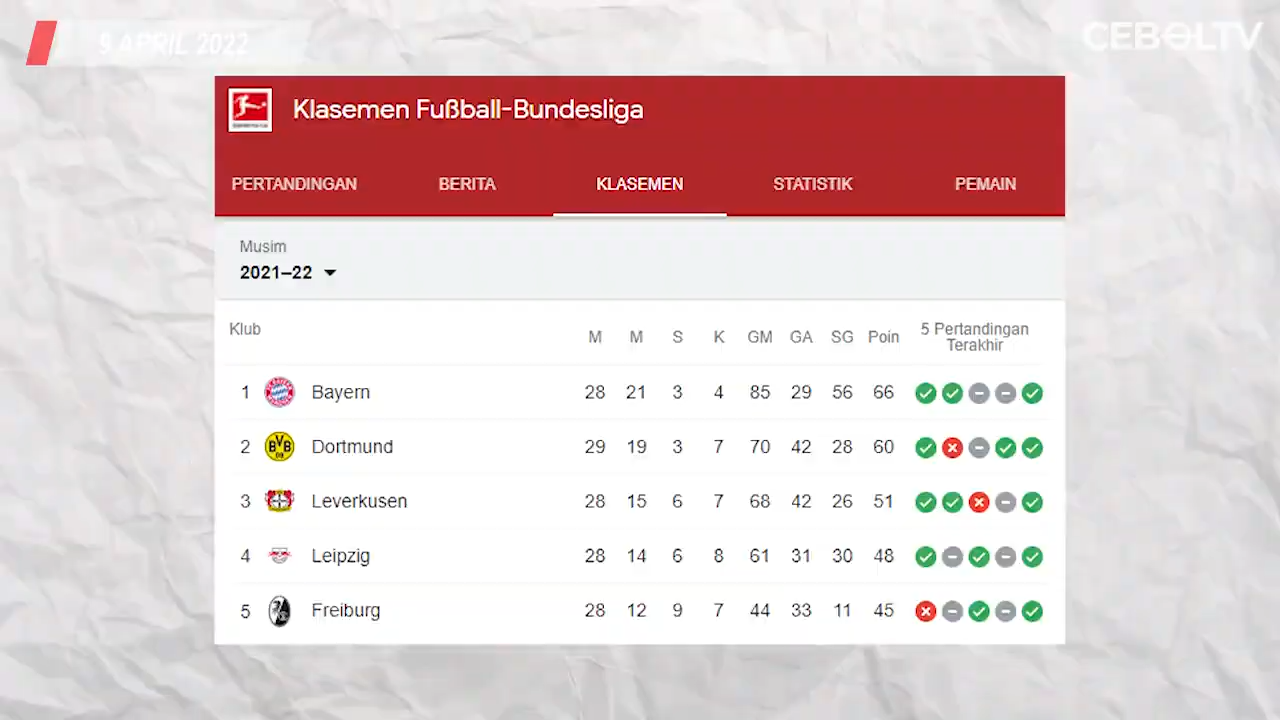 9 APRIL 2022
CEBOLTV
Klasemen Fußball-Bundesliga
PERTANDINGAN BERITA KLASEMEN STATISTIK PEMAIN
Musim
2021–22
Klub M M S K GM GA SG Poin 5 Pertandingan Terakhir
1 Bayern 28 21 3 4 85 29 56 66
2 Dortmund 29 19 3 7 70 42 28 60
BVB 09
3 Leverkusen 28 15 6 7 68 42 26 51
4 Leipzig 28 14 6 8 61 31 30 48
5 Freiburg 28 12 9 7 44 33 11 45